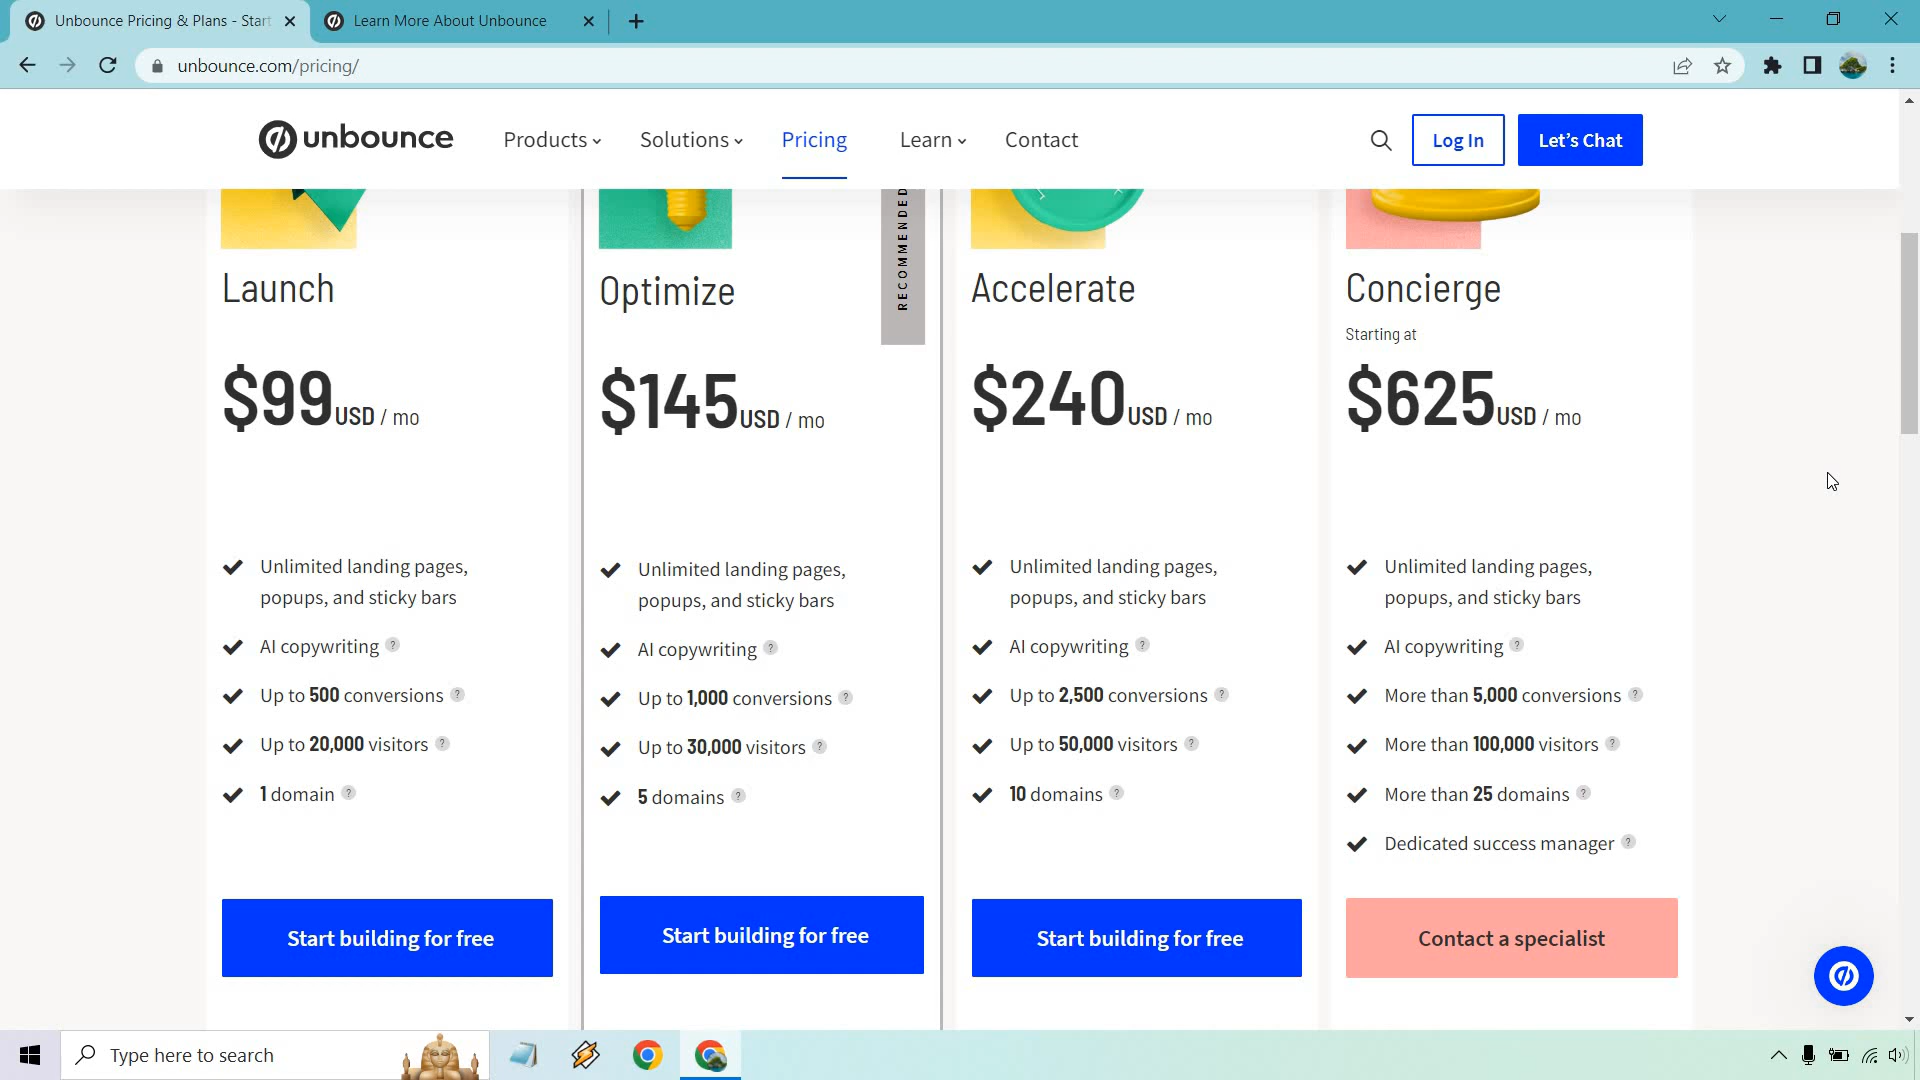 Unbounce Pricing & Plans - Start
Learn More About Unbounce
unbounce.com/pricing/
unbounce
Products
Solutions
Pricing
Learn
Contact
Log In
Let's Chat
Launch
$99USD / mo
Unlimited landing pages,
popups, and sticky bars
AI copywriting ?
Up to 500 conversions ?
Up to 20,000 visitors ?
1 domain ?
Start building for free
RECOMMENDED
Optimize
$145USD / mo
Unlimited landing pages,
popups, and sticky bars
AI copywriting ?
Up to 1,000 conversions ?
Up to 30,000 visitors ?
5 domains ?
Start building for free
Accelerate
$240USD / mo
Unlimited landing pages,
popups, and sticky bars
AI copywriting ?
Up to 2,500 conversions ?
Up to 50,000 visitors ?
10 domains ?
Start building for free
Concierge
Starting at
$625USD / mo
Unlimited landing pages,
popups, and sticky bars
AI copywriting ?
More than 5,000 conversions ?
More than 100,000 visitors ?
More than 25 domains ?
Dedicated success manager ?
Contact a specialist
Type here to search